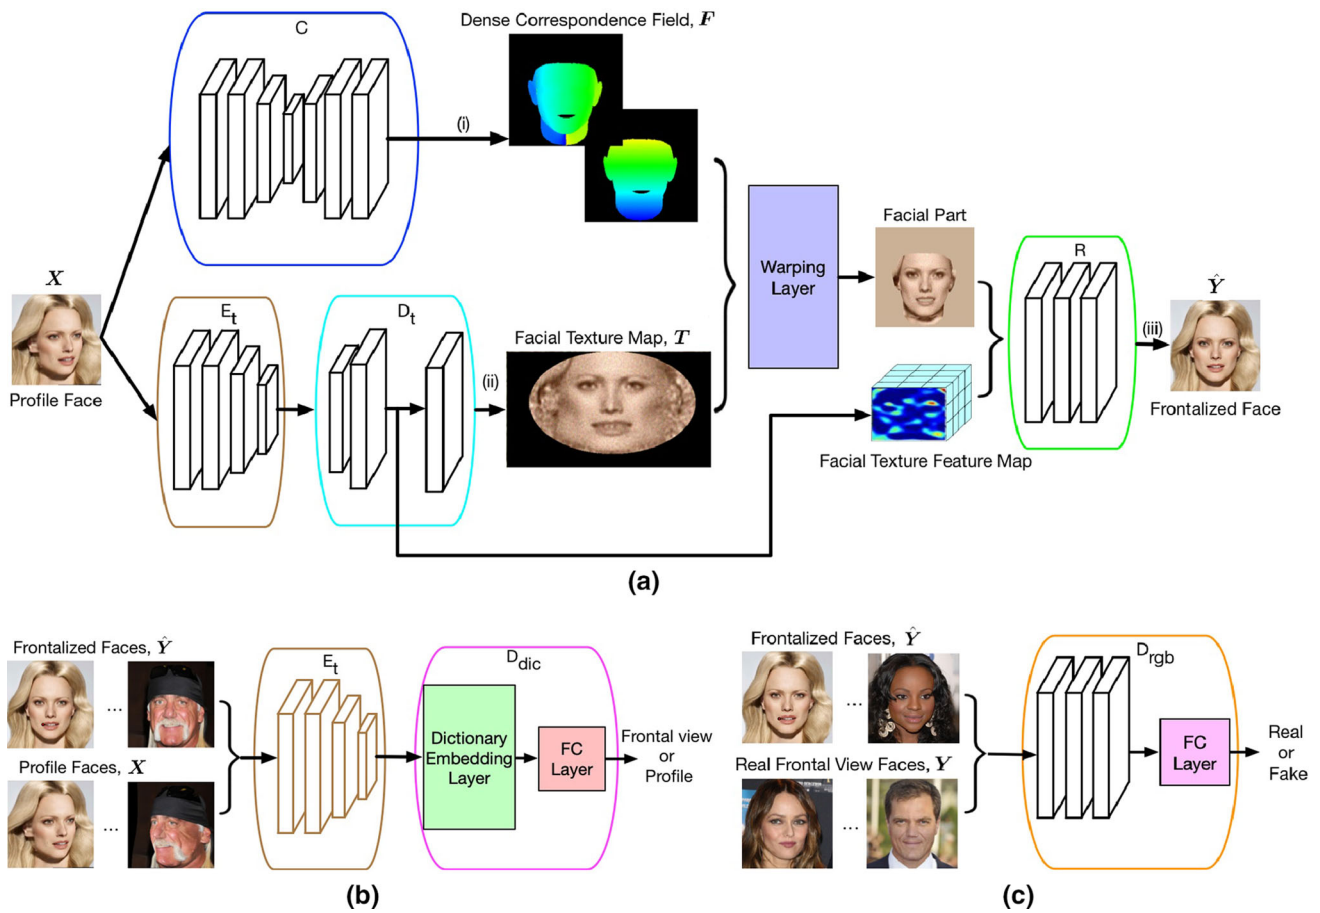 C
Dense Correspondence Field, F
(i)
X
Profile Face
E_t
D_t
(ii)
Facial Texture Map, T
Warping
Layer
Facial Part
Facial Texture Feature Map
R
(iii)
Ŷ
Frontalized Face
(a)
Frontalized Faces, Ŷ
...
Profile Faces, X
...
E_t
D_dic
Dictionary
Embedding
Layer
FC
Layer
Frontal view
or
Profile
(b)
Frontalized Faces, Ŷ
...
Real Frontal View Faces, Y
...
D_rgb
FC
Layer
Real
or
Fake
(c)